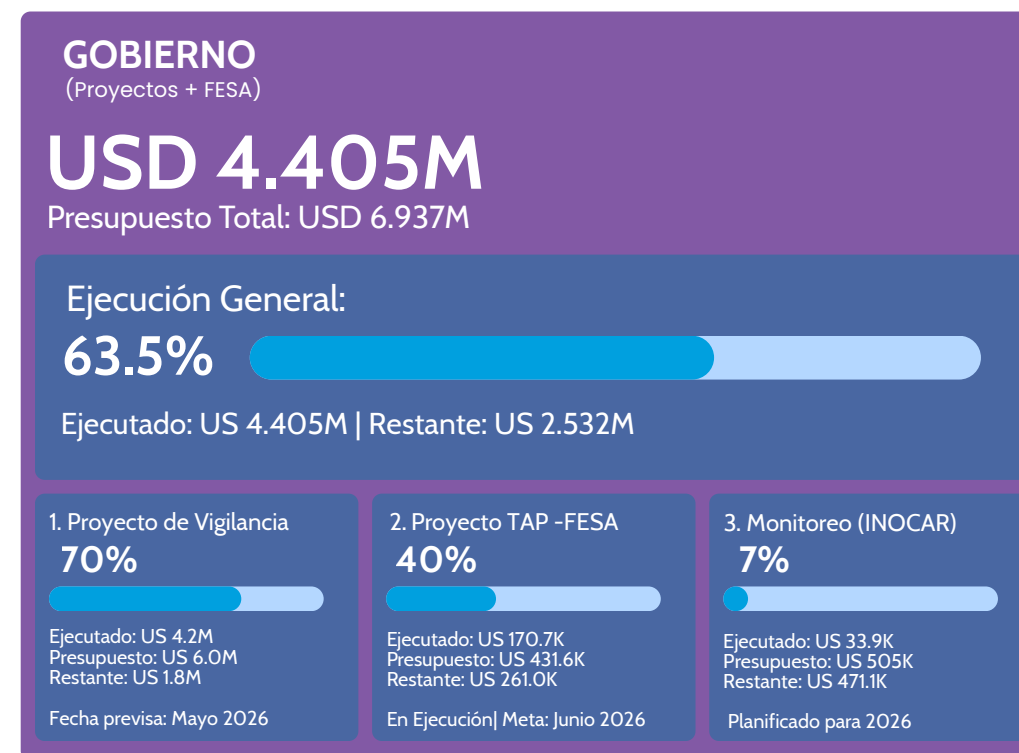 GOBIERNO
(Proyectos + FESA)
USD 4.405M
Presupuesto Total: USD 6.937M
Ejecución General:
63.5%
Ejecutado: US 4.405M | Restante: US 2.532M
1. Proyecto de Vigilancia
70%
Ejecutado: US 4.2M
Presupuesto: US 6.0M
Restante: US 1.8M
Fecha previsa: Mayo 2026
2. Proyecto TAP -FESA
40%
Ejecutado: US 170.7K
Presupuesto: US 431.6K
Restante: US 261.0K
En Ejecución| Meta: Junio 2026
3. Monitoreo (INOCAR)
7%
Ejecutado: US 33.9K
Presupuesto: US 505K
Restante: US 471.1K
Planificado para 2026